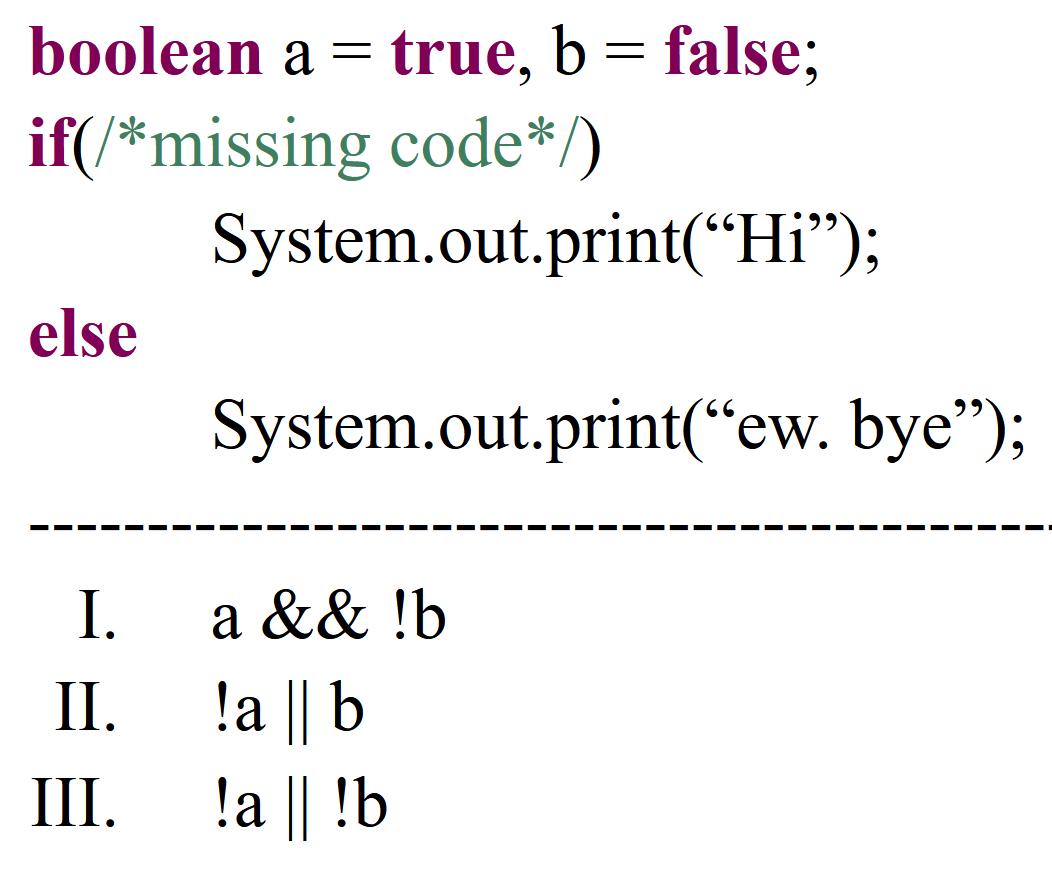 boolean a = true, b = false;
if(/*missing code*/)
System.out.print(“Hi”);
else
System.out.print(“ew. bye”);
--------------------------------------------
I. a && !b
II. !a || b
III. !a || !b